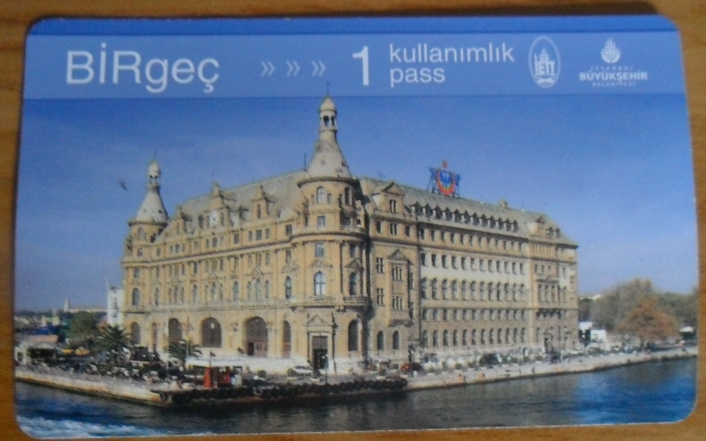 BİRgeç »»» 1 kullanımlık
pass
İETT
İSTANBUL
BÜYÜKŞEHİR
BELEDİYESİ